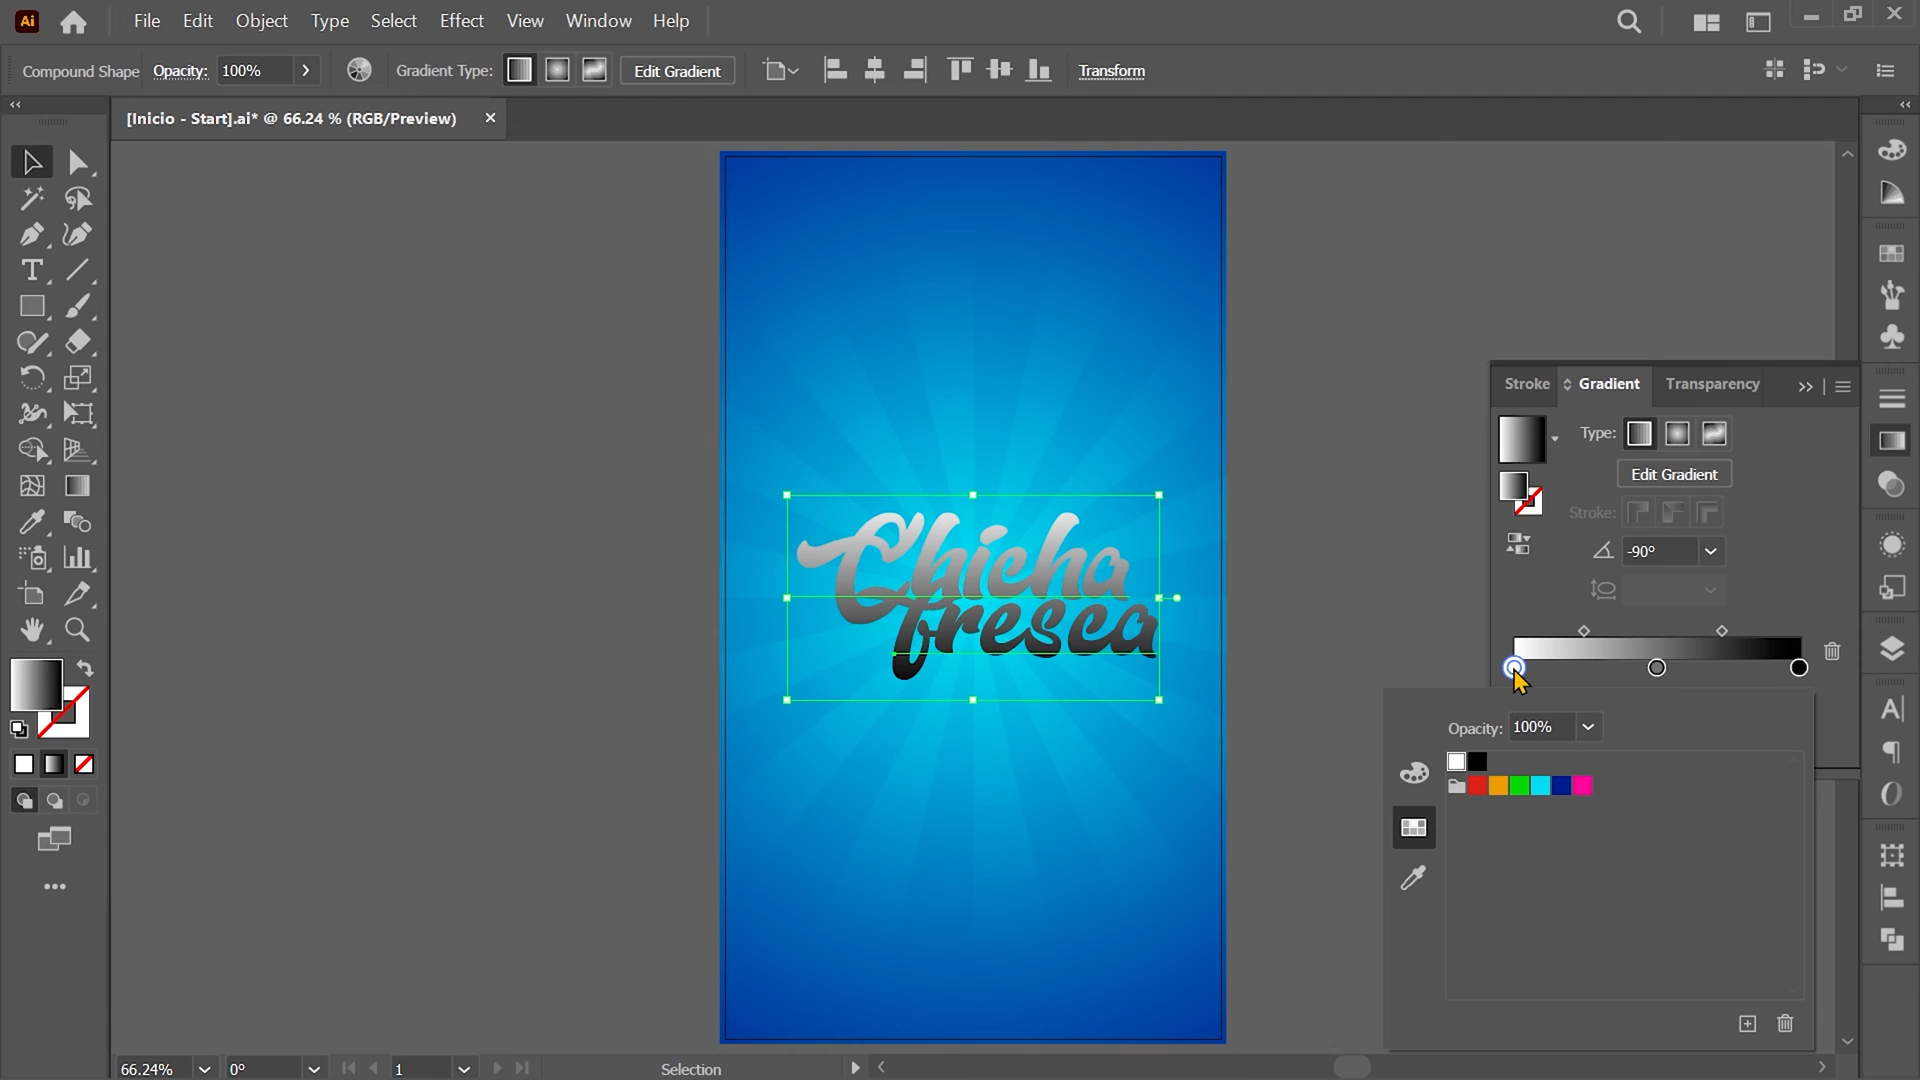 Ai File Edit Object Type Select Effect View Window Help
Compound Shape Opacity: 100% Gradient Type: Edit Gradient Transform
[Inicio - Start].ai* @ 66.24 % (RGB/Preview)
Stroke Gradient Transparency
Type:
Edit Gradient
Stroke:
-90°
Chicha
fresca
Opacity: 100%
66.24% 0° 1 Selection